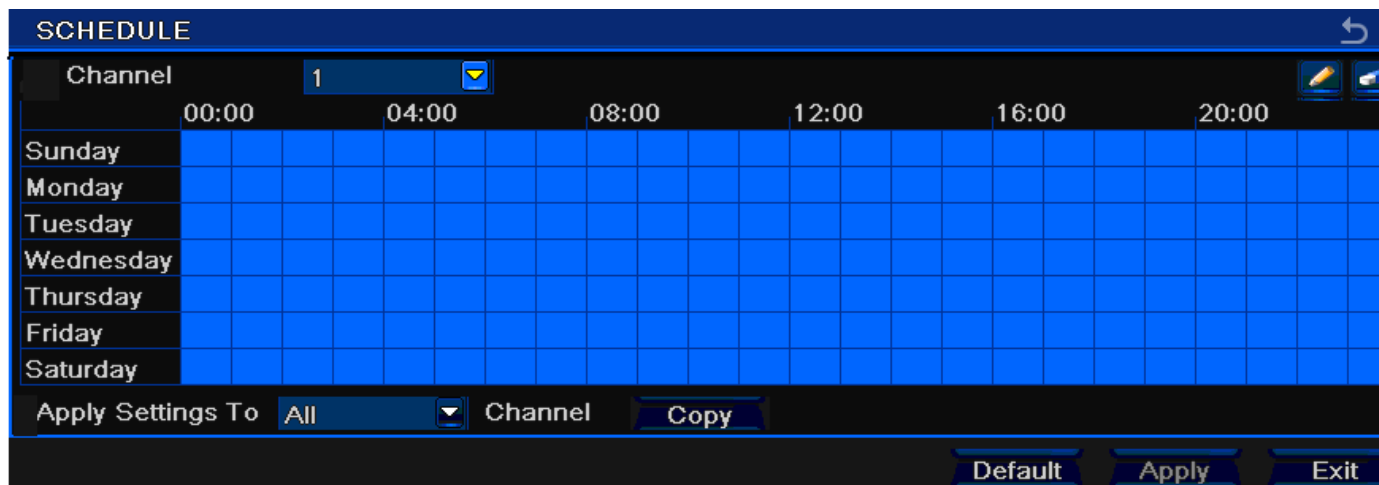 SCHEDULE
Channel 1
00:00 04:00 08:00 12:00 16:00 20:00
Sunday
Monday
Tuesday
Wednesday
Thursday
Friday
Saturday
Apply Settings To All Channel Copy
Default Apply Exit